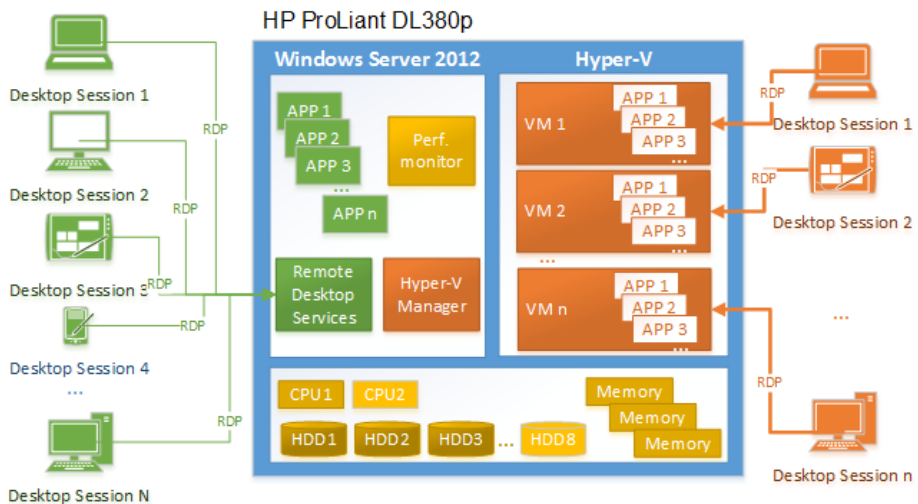 HP ProLiant DL380p
Windows Server 2012
Hyper-V
Desktop Session 1
RDP
Desktop Session 2
RDP
Desktop Session 3
RDP
Desktop Session 4
RDP
...
Desktop Session N
RDP
APP 1
APP 2
APP 3
...
APP n
Perf.
monitor
Remote
Desktop
Services
Hyper-V
Manager
VM 1
APP 1
APP 2
APP 3
...
VM 2
APP 1
APP 2
APP 3
...
...
VM n
APP 1
APP 2
APP 3
...
RDP
Desktop Session 1
RDP
Desktop Session 2
...
RDP
Desktop Session n
CPU1
CPU2
HDD1
HDD2
HDD3
...
HDD8
Memory
Memory
Memory